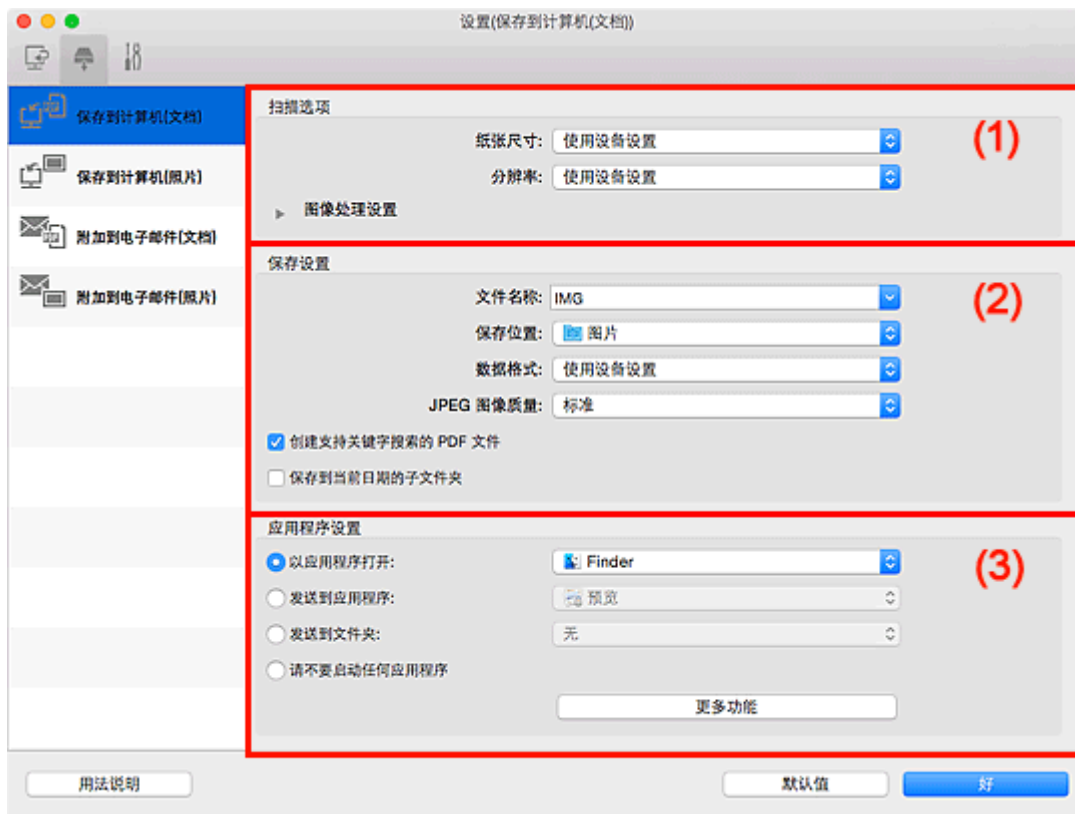 设置(保存到计算机(文档))
保存到计算机(文档)
保存到计算机(照片)
附加到电子邮件(文档)
附加到电子邮件(照片)
扫描选项
(1)
纸张尺寸: 使用设备设置
分辨率: 使用设备设置
图像处理设置
保存设置
(2)
文件名称: IMG
保存位置: 图片
数据格式: 使用设备设置
JPEG 图像质量: 标准
创建支持关键字搜索的 PDF 文件
保存到当前日期的子文件夹
应用程序设置
(3)
以应用程序打开: Finder
发送到应用程序: 预览
发送到文件夹: 无
请不要启动任何应用程序
更多功能
用法说明 默认值 好